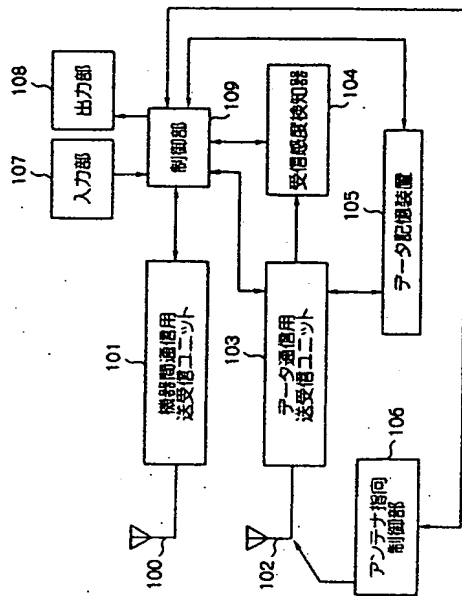 107
入力部
108
出力部
109
制御部
101
機器間通信用
送受信ユニット
100
104
受信感度検知器
103
データ通信用
送受信ユニット
102
105
データ記憶装置
106
アンテナ指向
制御部